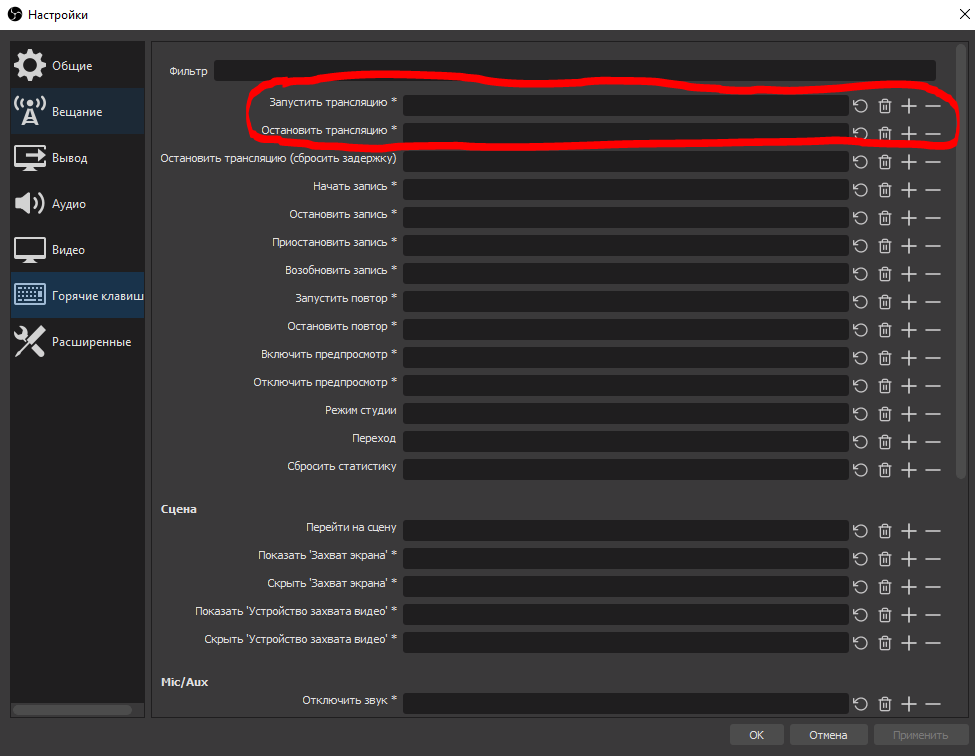 Настройки
Общие
Вещание
Вывод
Аудио
Видео
Горячие клавиш
Расширенные
Фильтр
Запустить трансляцию *
Остановить трансляцию *
Остановить трансляцию (сбросить задержку)
Начать запись *
Остановить запись *
Приостановить запись *
Возобновить запись *
Запустить повтор *
Остановить повтор *
Включить предпросмотр *
Отключить предпросмотр *
Режим студии
Переход
Сбросить статистику
Сцена
Перейти на сцену
Показать 'Захват экрана' *
Скрыть 'Захват экрана' *
Показать 'Устройство захвата видео' *
Скрыть 'Устройство захвата видео' *
Mic/Aux
Отключить звук *
OK
Отмена
Применить